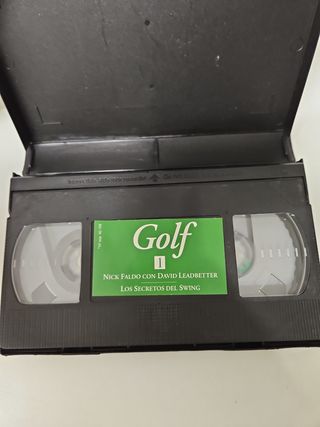 Golf
1
NICK FALDO CON DAVID LEADBETTER
LOS SECRETOS DEL SWING